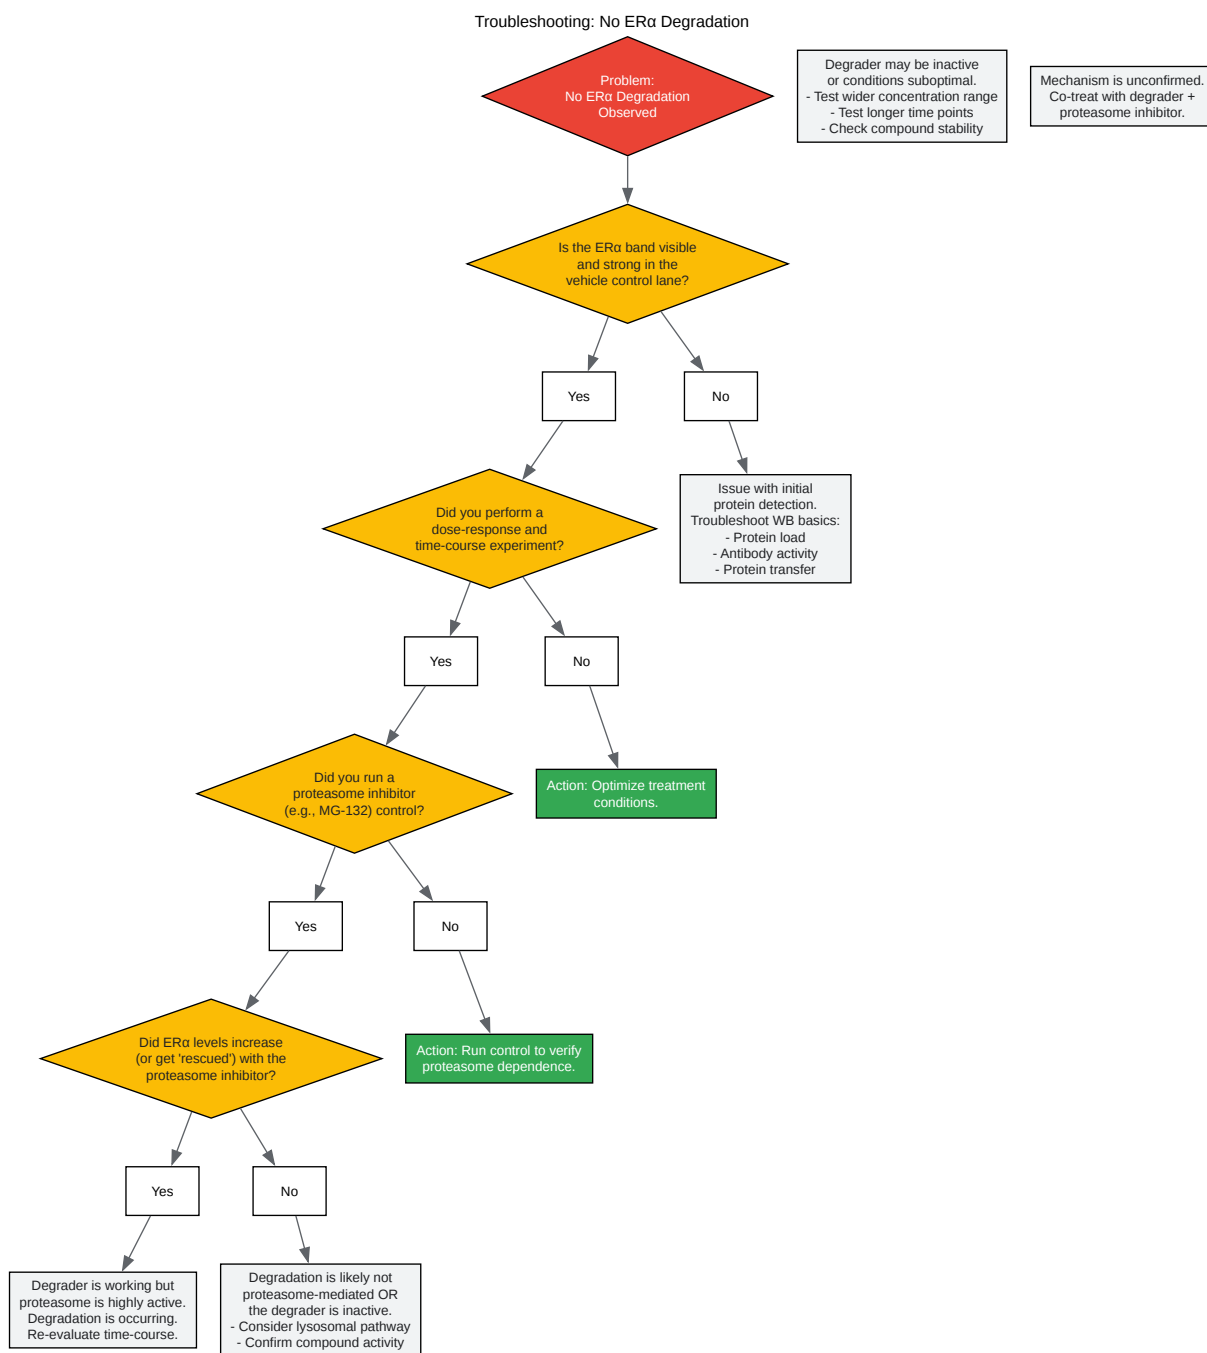 Troubleshooting: No ERα Degradation
Problem:
No ERα Degradation
Observed
Degrader may be inactive
or conditions suboptimal.
- Test wider concentration range
- Test longer time points
- Check compound stability
Mechanism is unconfirmed.
Co-treat with degrader +
proteasome inhibitor.
Is the ERα band visible
and strong in the
vehicle control lane?
Yes
No
Issue with initial
protein detection.
Troubleshoot WB basics:
- Protein load
- Antibody activity
- Protein transfer
Did you perform a
dose-response and
time-course experiment?
Yes
No
Action: Optimize treatment
conditions.
Did you run a
proteasome inhibitor
(e.g., MG-132) control?
Yes
No
Action: Run control to verify
proteasome dependence.
Did ERα levels increase
(or get 'rescued') with the
proteasome inhibitor?
Yes
No
Degrader is working but
proteasome is highly active.
Degradation is occurring.
Re-evaluate time-course.
Degradation is likely not
proteasome-mediated OR
the degrader is inactive.
- Consider lysosomal pathway
- Confirm compound activity